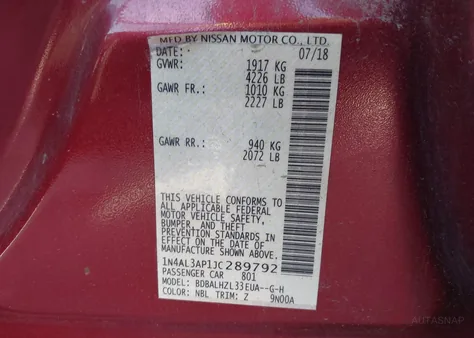 MFD BY NISSAN MOTOR CO., LTD.
DATE: 07/18
GVWR: 1917 KG
4226 LB
GAWR FR.: 1010 KG
2227 LB
GAWR RR.: 940 KG
2072 LB
THIS VEHICLE CONFORMS TO
ALL APPLICABLE FEDERAL
MOTOR VEHICLE SAFETY,
BUMPER, AND THEFT
PREVENTION STANDARDS
IN EFFECT ON THE DATE OF
MANUFACTURE SHOWN ABOVE.
1N4AL3AP1JC289792
PASSENGER CAR 801
MODEL: BDBALHZL33EUA--G-H
COLOR: NBL TRIM: Z 9N00A
AUTASNAP